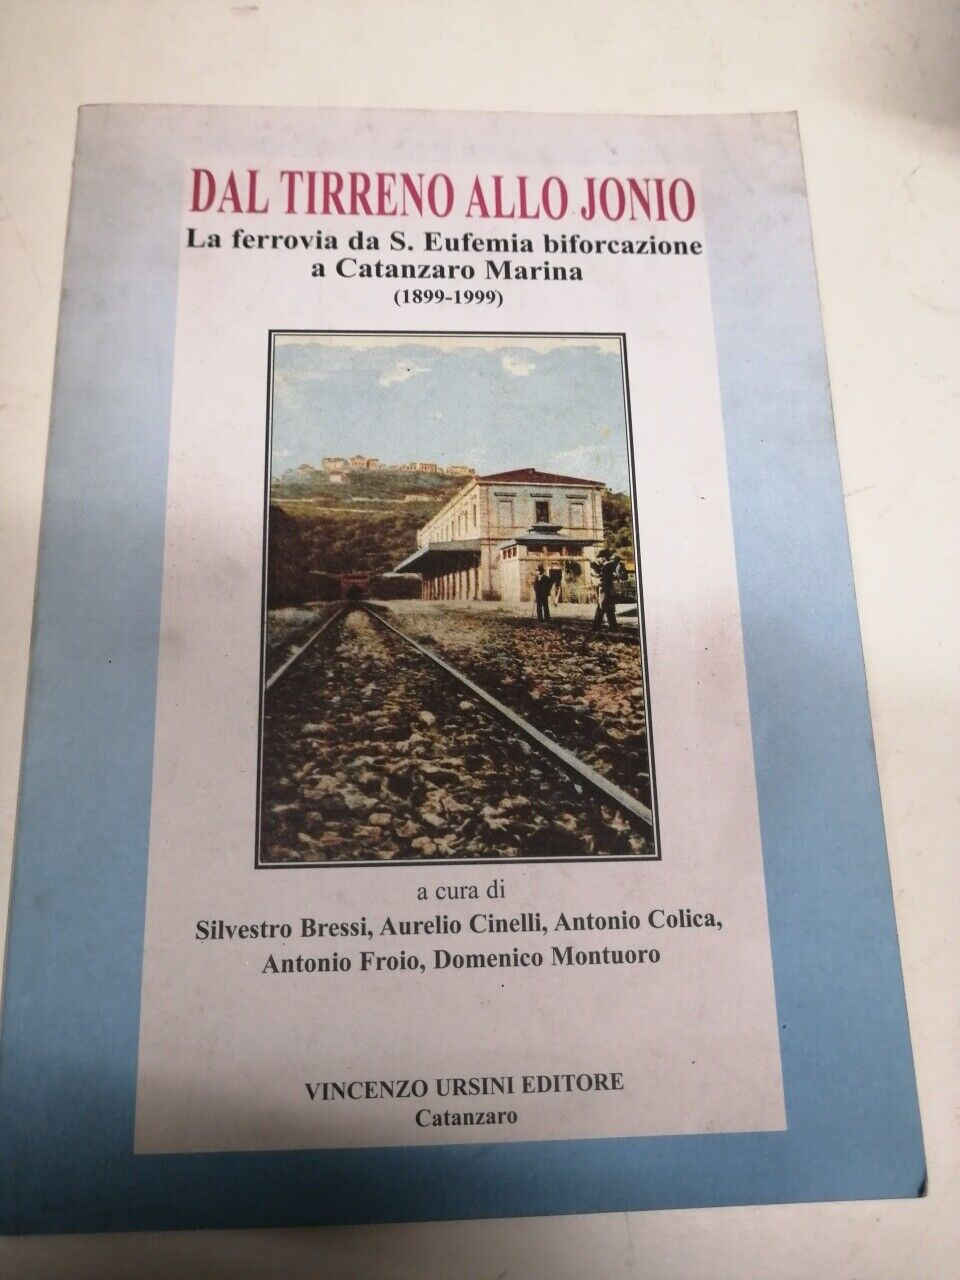 DAL TIRRENO ALLO JONIO
La ferrovia da S. Eufemia biforcazione
a Catanzaro Marina
(1899-1999)
a cura di
Silvestro Bressi, Aurelio Cinelli, Antonio Colica,
Antonio Froio, Domenico Montuoro
VINCENZO URSINI EDITORE
Catanzaro